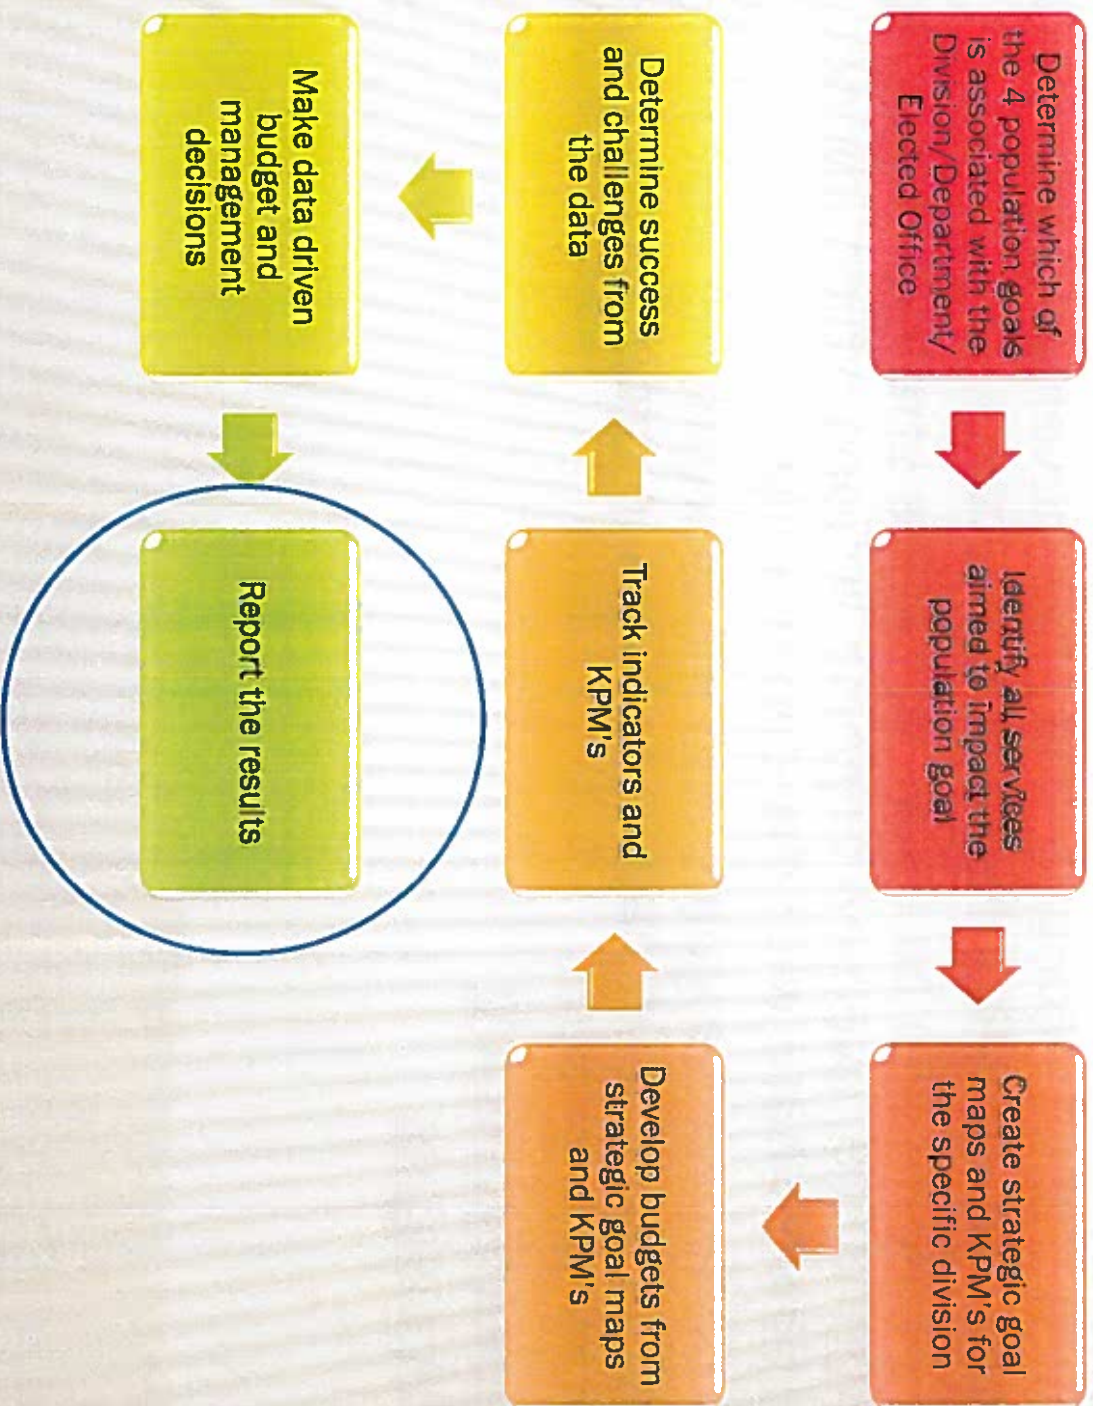 Determine which of
the 4 population goals
is associated with the
Division/Department/
Elected Office
Identify all services
aimed to impact the
population goal
Create strategic goal
maps and KPM's for
the specific division
Develop budgets from
strategic goal maps
and KPM's
Track indicators and
KPM's
Determine success
and challenges from
the data
Make data driven
budget and
management
decisions
Report the results